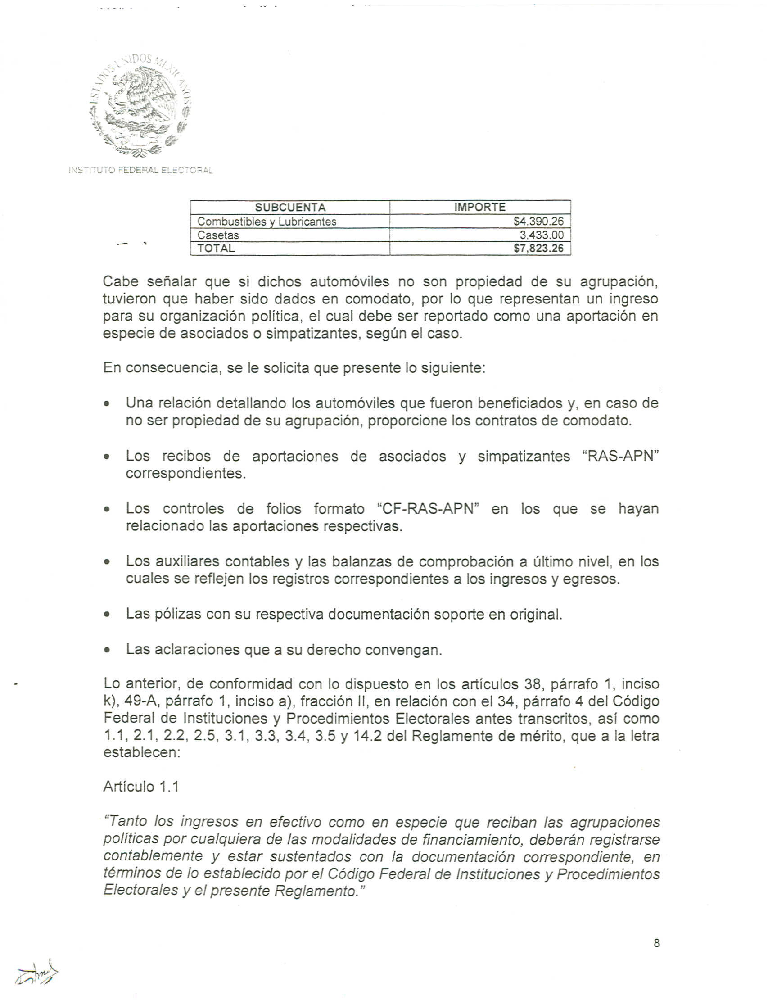 ESTADOS UNIDOS MEXICANOS
INSTITUTO FEDERAL ELECTORAL
SUBCUENTA IMPORTE
Combustibles y Lubricantes $4,390.26
Casetas 3,433.00
TOTAL $7,823.26
Cabe señalar que si dichos automóviles no son propiedad de su agrupación,
tuvieron que haber sido dados en comodato, por lo que representan un ingreso
para su organización política, el cual debe ser reportado como una aportación en
especie de asociados o simpatizantes, según el caso.
En consecuencia, se le solicita que presente lo siguiente:
• Una relación detallando los automóviles que fueron beneficiados y, en caso de
no ser propiedad de su agrupación, proporcione los contratos de comodato.
• Los recibos de aportaciones de asociados y simpatizantes “RAS-APN”
correspondientes.
• Los controles de folios formato “CF-RAS-APN” en los que se hayan
relacionado las aportaciones respectivas.
• Los auxiliares contables y las balanzas de comprobación a último nivel, en los
cuales se reflejen los registros correspondientes a los ingresos y egresos.
• Las pólizas con su respectiva documentación soporte en original.
• Las aclaraciones que a su derecho convengan.
Lo anterior, de conformidad con lo dispuesto en los artículos 38, párrafo 1, inciso
k), 49-A, párrafo 1, inciso a), fracción II, en relación con el 34, párrafo 4 del Código
Federal de Instituciones y Procedimientos Electorales antes transcritos, así como
1.1, 2.1, 2.2, 2.5, 3.1, 3.3, 3.4, 3.5 y 14.2 del Reglamente de mérito, que a la letra
establecen:
Artículo 1.1
“Tanto los ingresos en efectivo como en especie que reciban las agrupaciones
políticas por cualquiera de las modalidades de financiamiento, deberán registrarse
contablemente y estar sustentados con la documentación correspondiente, en
términos de lo establecido por el Código Federal de Instituciones y Procedimientos
Electorales y el presente Reglamento.”
8